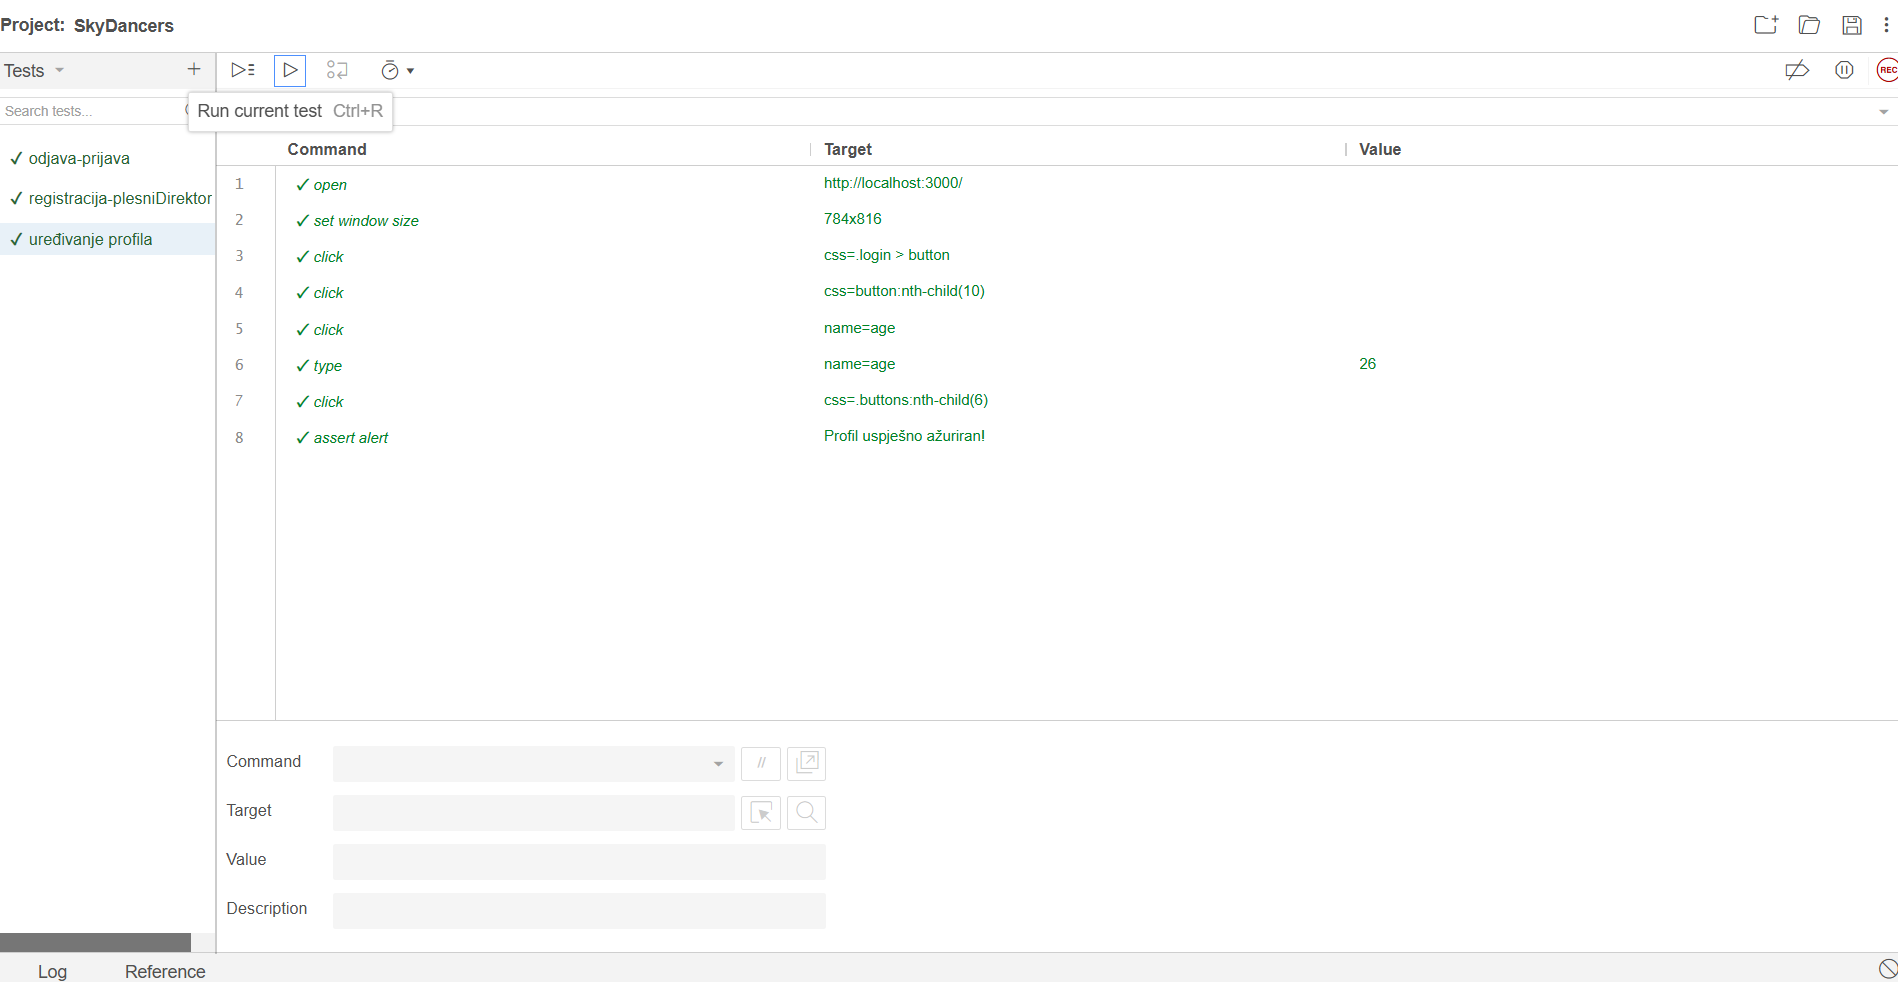 Project: SkyDancers
Tests
Run current test Ctrl+R
Search tests...
REC
Command Target Value
odjava-prijava
registracija-plesniDirektor
uređivanje profila
1 open http://localhost:3000/
2 set window size 784x816
3 click css=.login > button
4 click css=button:nth-child(10)
5 click name=age
6 type name=age 26
7 click css=.buttons:nth-child(6)
8 assert alert Profil uspješno ažuriran!
Command //
Target
Value
Description
Log Reference